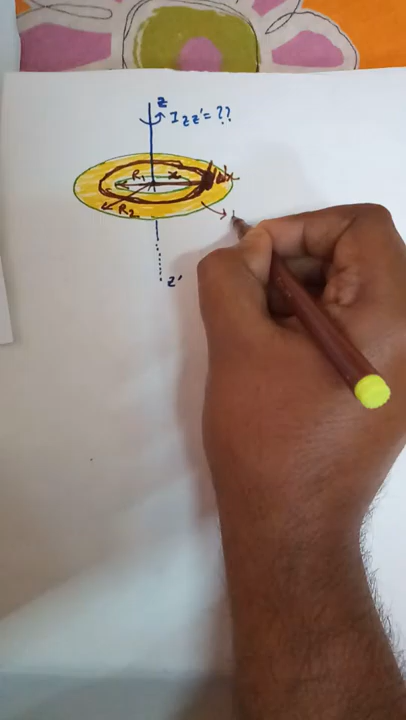 z
I zz' = ??
R₁ x dx
R₂
z'